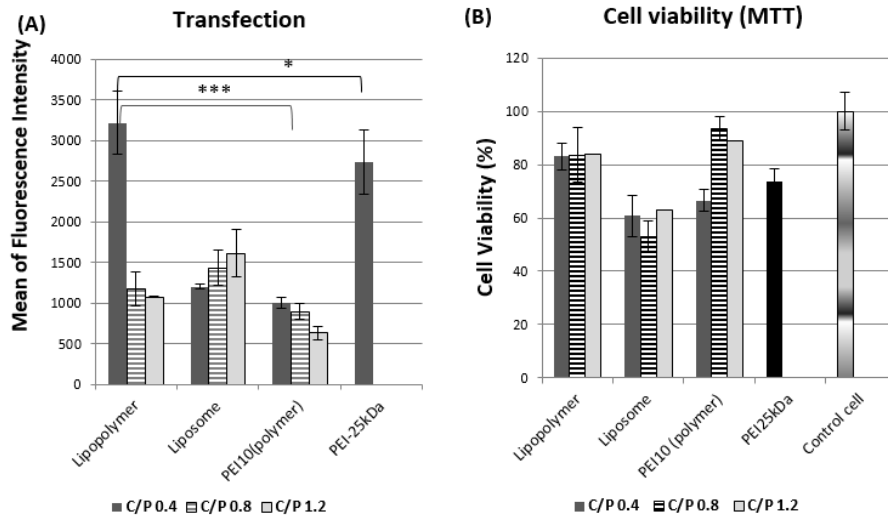 (A)
Transfection
Mean of Fluorescence Intensity
4000
3500
3000
2500
2000
1500
1000
500
0
*
***
Lipopolymer
Liposome
PEI10(polymer)
PEI-25kDa
C/P 0.4 C/P 0.8 C/P 1.2
(B)
Cell viability (MTT)
Cell Viability (%)
120
100
80
60
40
20
0
Lipopolymer
Liposome
PEI10 (polymer)
PEI25kDa
Control cell
C/P 0.4 C/P 0.8 C/P 1.2